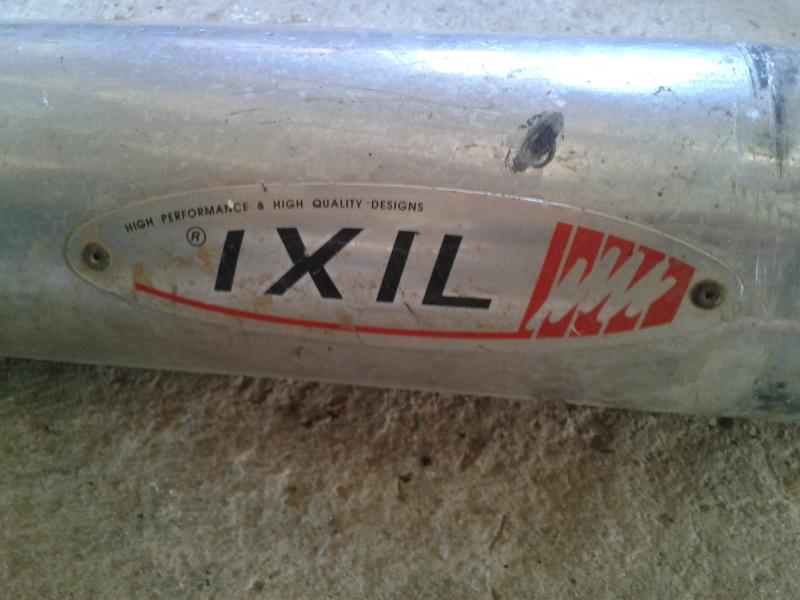 HIGH PERFORMANCE & HIGH QUALITY DESIGNS
® IXIL